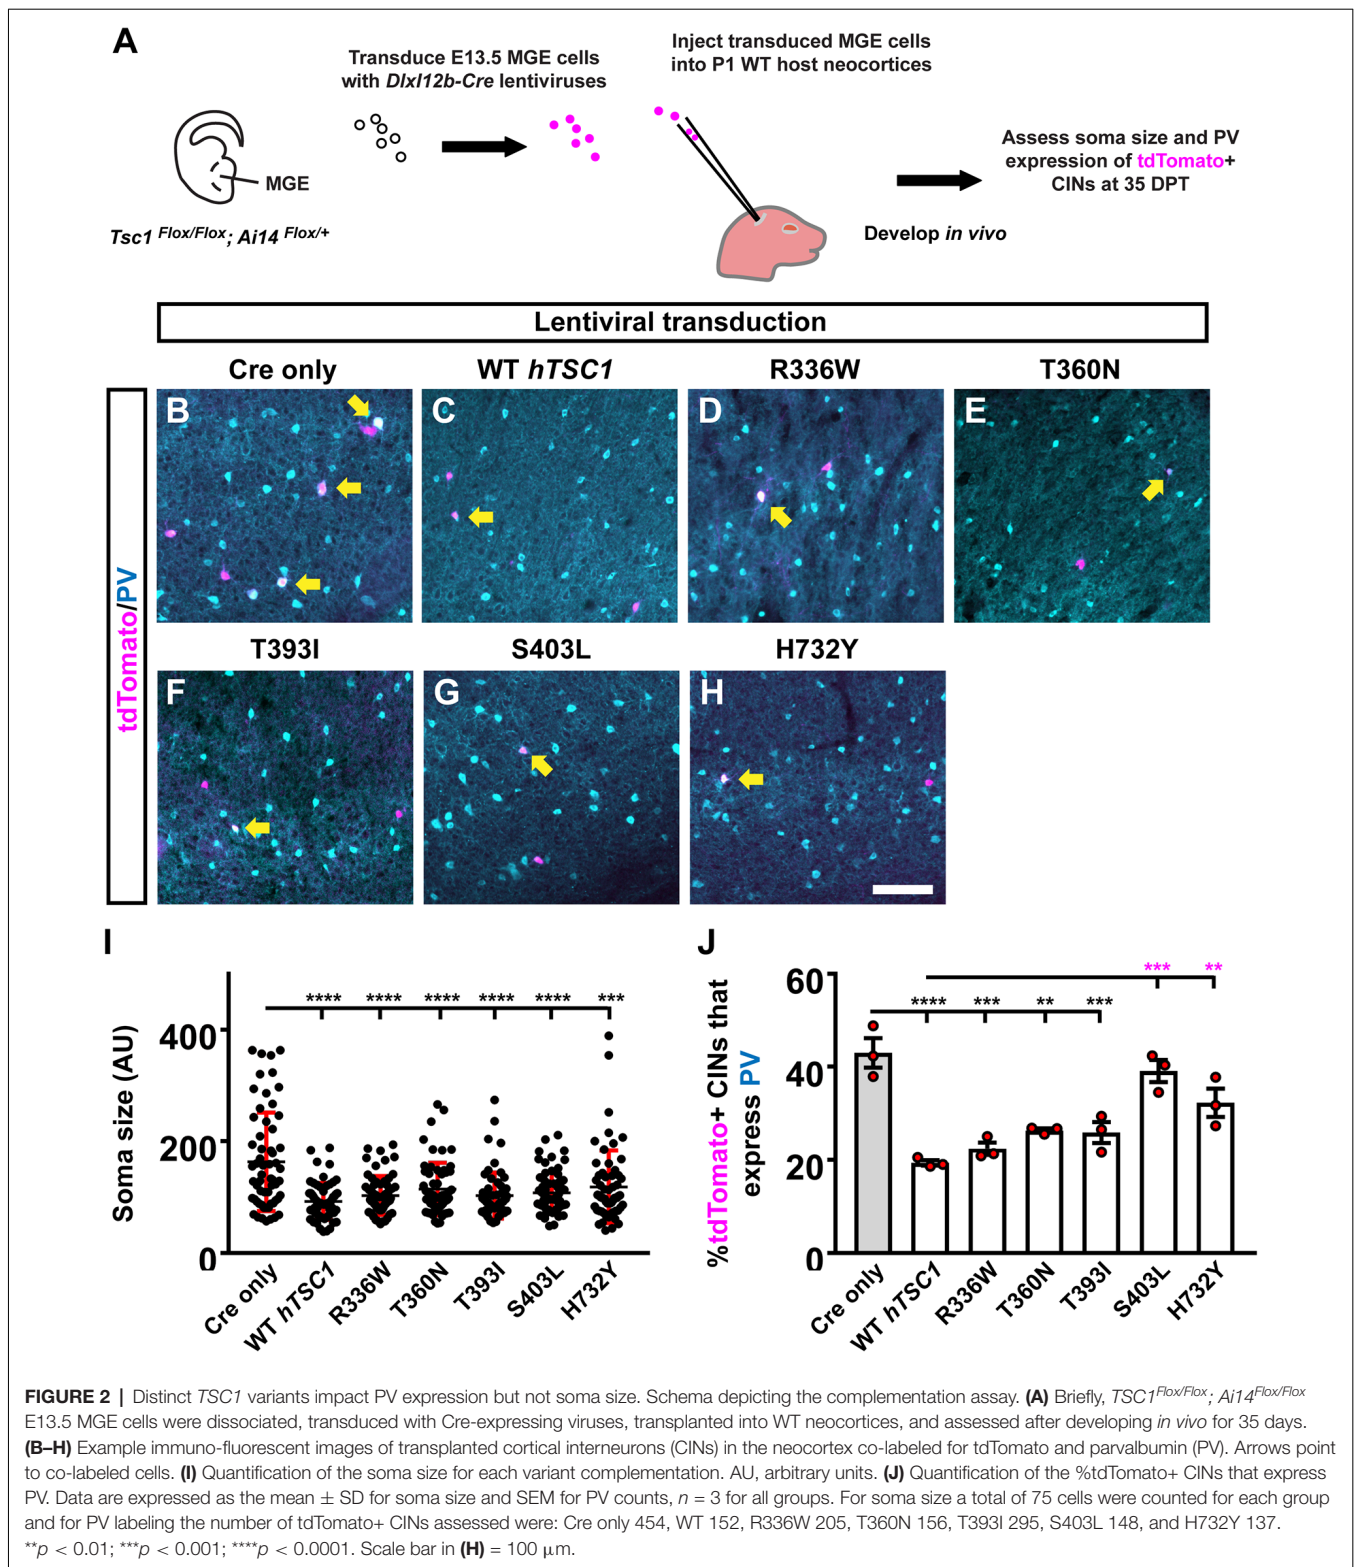 A
Transduce E13.5 MGE cells
with DlxI12b-Cre lentiviruses
Inject transduced MGE cells
into P1 WT host neocortices
Assess soma size and PV
expression of tdTomato+
CINs at 35 DPT
MGE
Tsc1 Flox/Flox; Ai14 Flox/+
Develop in vivo
Lentiviral transduction
Cre only
WT hTSC1
R336W
T360N
tdTomato/PV
B
C
D
E
T393I
S403L
H732Y
F
G
H
I
Soma size (AU)
400
200
0
****
****
****
****
****
***
Cre only
WT hTSC1
R336W
T360N
T393I
S403L
H732Y
J
%tdTomato+ CINs that
express PV
60
40
20
0
****
***
**
***
***
**
Cre only
WT hTSC1
R336W
T360N
T393I
S403L
H732Y
FIGURE 2 | Distinct TSC1 variants impact PV expression but not soma size. Schema depicting the complementation assay. (A) Briefly, TSC1Flox/Flox; Ai14Flox/Flox
E13.5 MGE cells were dissociated, transduced with Cre-expressing viruses, transplanted into WT neocortices, and assessed after developing in vivo for 35 days.
(B–H) Example immuno-fluorescent images of transplanted cortical interneurons (CINs) in the neocortex co-labeled for tdTomato and parvalbumin (PV). Arrows point
to co-labeled cells. (I) Quantification of the soma size for each variant complementation. AU, arbitrary units. (J) Quantification of the %tdTomato+ CINs that express
PV. Data are expressed as the mean ± SD for soma size and SEM for PV counts, n = 3 for all groups. For soma size a total of 75 cells were counted for each group
and for PV labeling the number of tdTomato+ CINs assessed were: Cre only 454, WT 152, R336W 205, T360N 156, T393I 295, S403L 148, and H732Y 137.
**p < 0.01; ***p < 0.001; ****p < 0.0001. Scale bar in (H) = 100 μm.